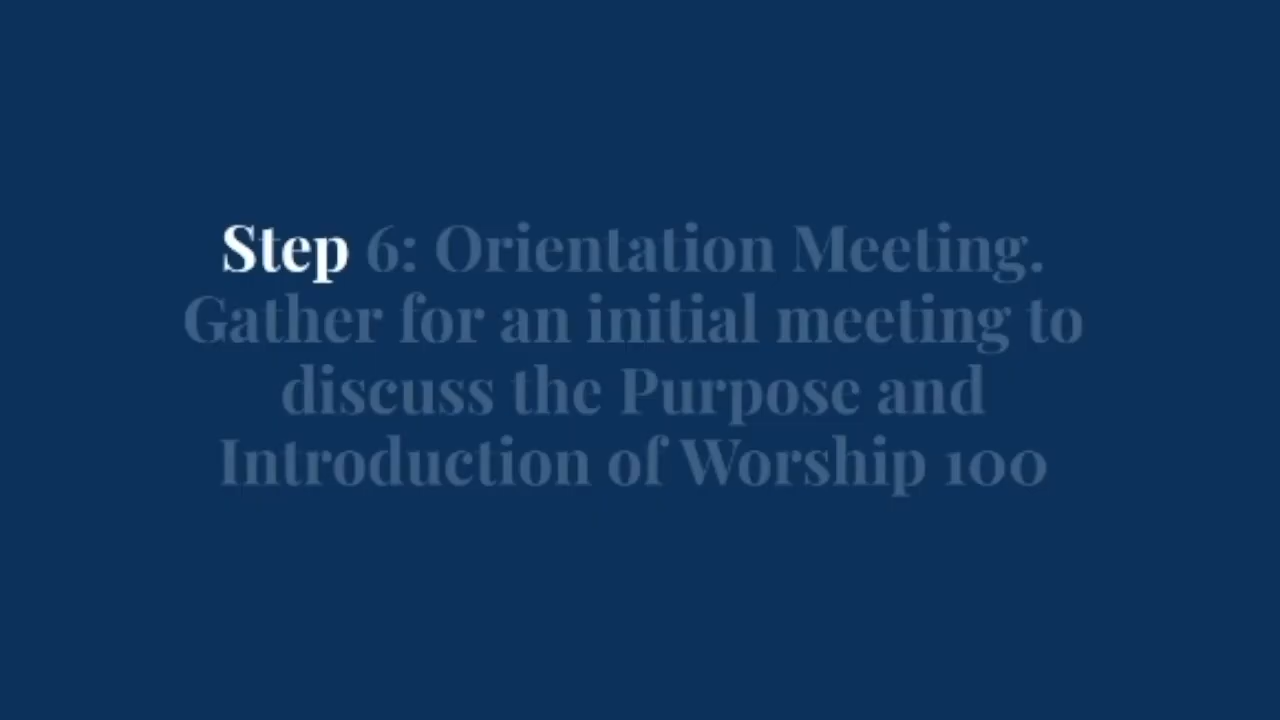 Step 6: Orientation Meeting.
Gather for an initial meeting to
discuss the Purpose and
Introduction of Worship 100